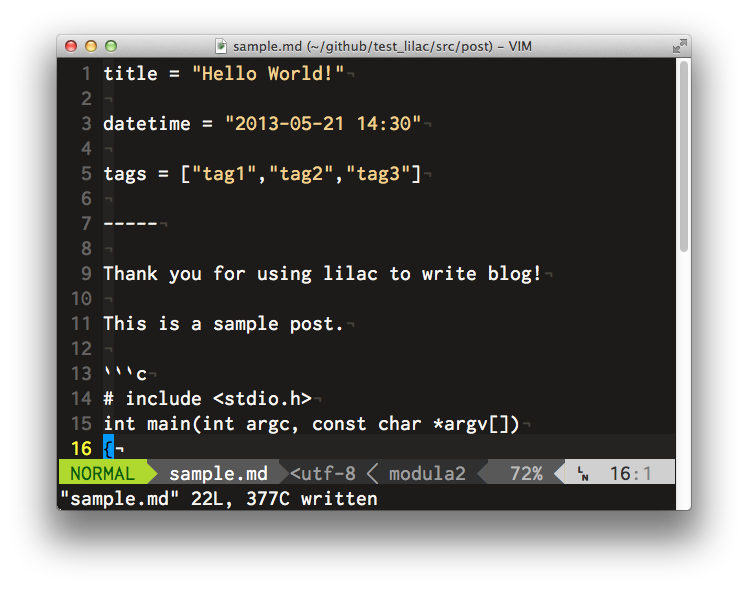 sample.md (~/github/test_lilac/src/post) – VIM
1 title = "Hello World!"¬
2 ¬
3 datetime = "2013-05-21 14:30"¬
4 ¬
5 tags = ["tag1","tag2","tag3"]¬
6 ¬
7 -----¬
8 ¬
9 Thank you for using lilac to write blog!¬
10 ¬
11 This is a sample post.¬
12 ¬
13 ```c¬
14 # include <stdio.h>¬
15 int main(int argc, const char *argv[])¬
16 {¬
NORMAL sample.md <utf-8 < modula2 72% LN 16:1
"sample.md" 22L, 377C written